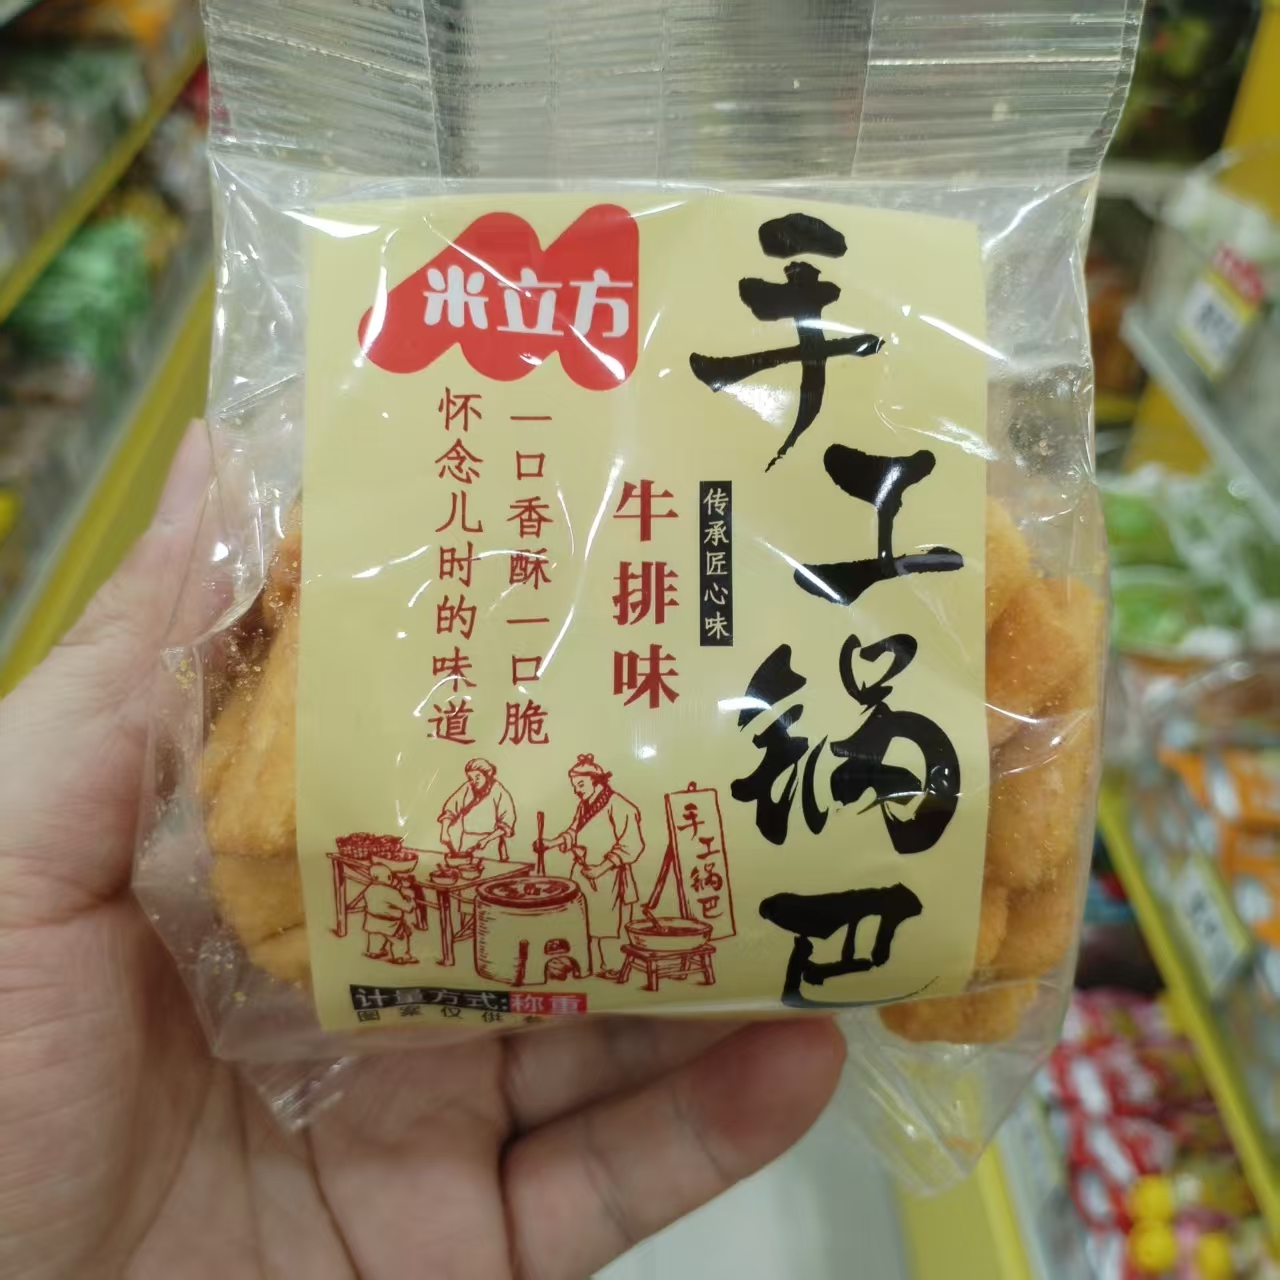 米立方
手工锅巴
传承匠心味
牛排味
一口香酥一口脆
怀念儿时的味道
手工锅巴
计量方式:称重
图案仅供